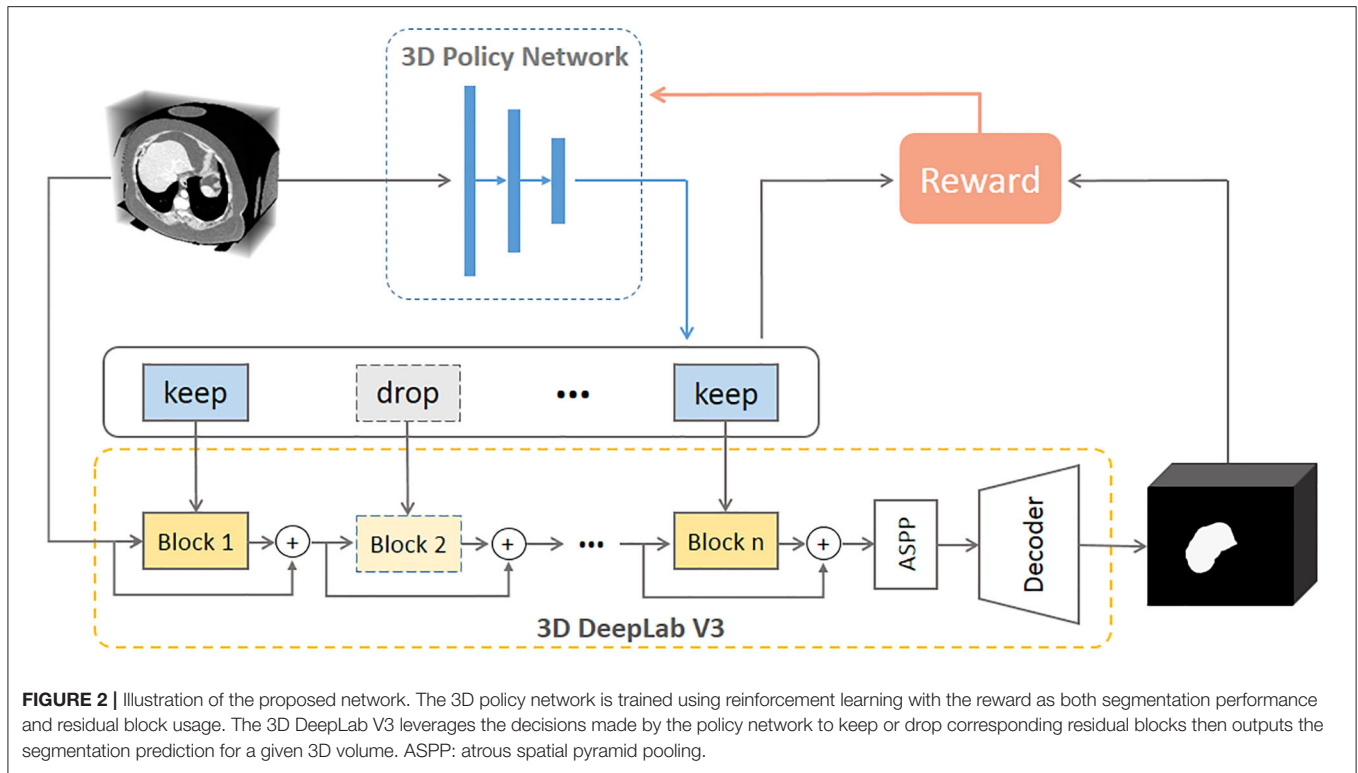 3D Policy Network
Reward
keep
drop
...
keep
Block 1
+
Block 2
+
...
Block n
+
ASPP
Decoder
3D DeepLab V3
FIGURE 2 | Illustration of the proposed network. The 3D policy network is trained using reinforcement learning with the reward as both segmentation performance
and residual block usage. The 3D DeepLab V3 leverages the decisions made by the policy network to keep or drop corresponding residual blocks then outputs the
segmentation prediction for a given 3D volume. ASPP: atrous spatial pyramid pooling.